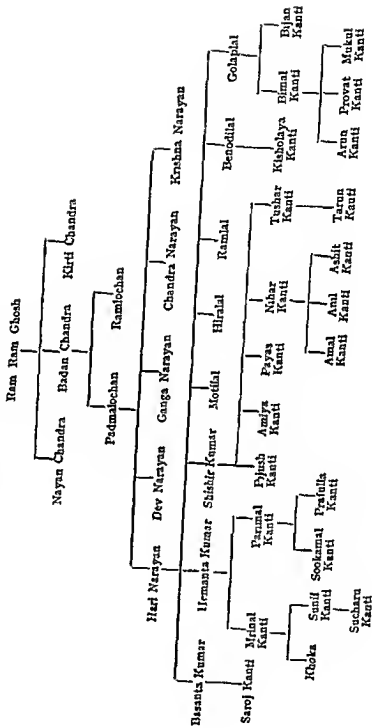 Ram Ram Ghosh
Nayan Chandra Badan Chandra Kirti Chandra
Padmalochan Ramlochan
Hari Narayan Dev Narayan Ganga Narayan Chandra Narayan Krishna Narayan
Basanta Kumar Hemanta Kumar Shishir Kumar Motilal Hiralal Ramlal Benodilal Golaplal
Saroj Kanti
Mrinal Kanti
Parimal Kanti
Pijush Kanti
Amiya Kanti
Payas Kanti
Nihar Kanti
Tushar Kanti
Kisholaya Kanti
Bimal Kanti
Bijan Kanti
Khoka
Sunil Kanti
Sookamal Kanti
Prafulla Kanti
Amal Kanti
Anil Kanti
Ashit Kanti
Tarun Kanti
Arun Kanti
Provat Kanti
Mukul Kanti
Sucharu Kanti